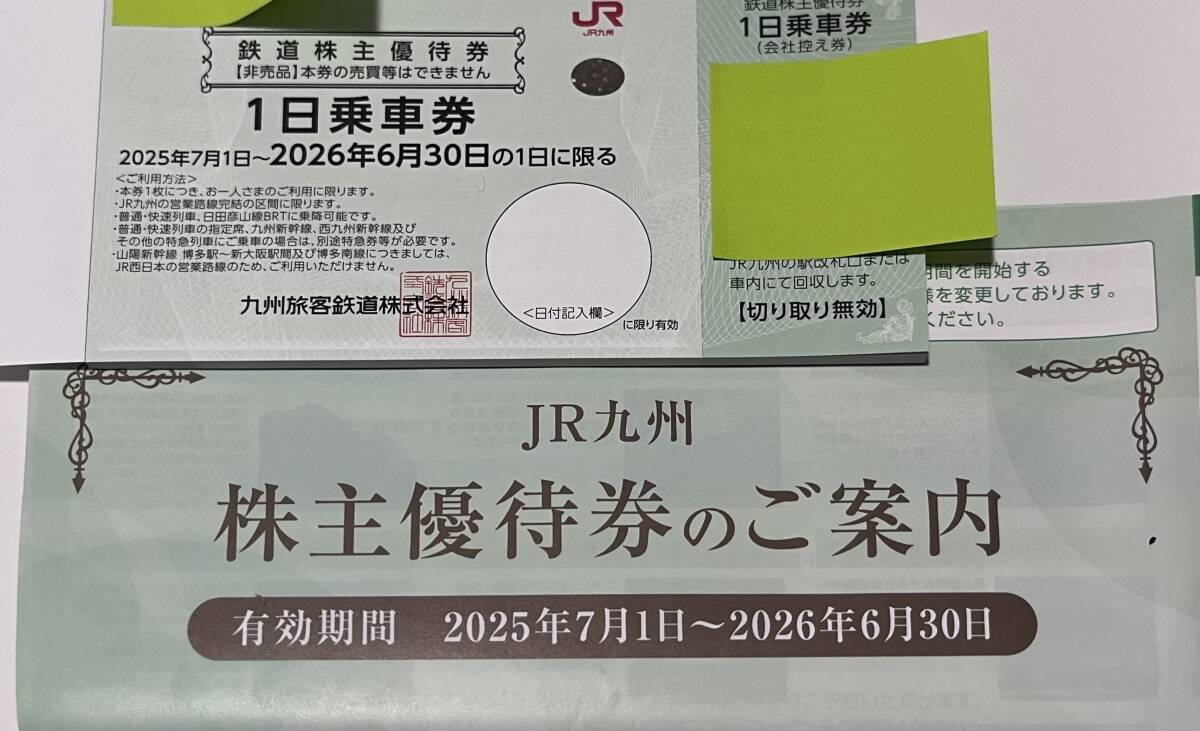 鉄道株主優待券
【非売品】本券の売買等はできません
JR
JR九州
1日乗車券
2025年7月1日～2026年6月30日の1日に限る
<ご利用方法>
・本券1枚につき、お一人さまのご利用に限ります。
・JR九州の営業路線完結の区間に限ります。
・普通・快速列車、日田彦山線BRTに乗降可能です。
・普通・快速列車の指定席、九州新幹線、西九州新幹線及び
その他の特急列車にご乗車の場合は、別途特急券等が必要です。
・山陽新幹線 博多駅～新大阪駅間及び博多南線につきましては、
JR西日本の営業路線のため、ご利用いただけません。
九州旅客鉄道株式会社
<日付記入欄>
に限り有効
鉄道株主優待券
1日乗車券
(会社控え券)
JR九州の駅改札口または
車内にて回収します。
【切り取り無効】
間を開始する
様を変更しております。
ください。
JR九州
株主優待券のご案内
有効期間 2025年7月1日～2026年6月30日